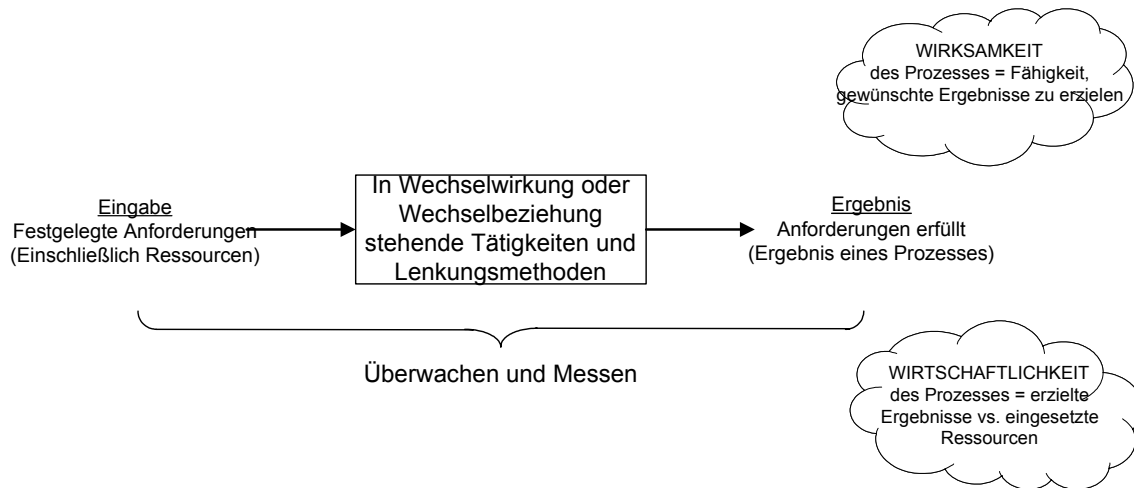 WIRKSAMKEIT
des Prozesses = Fähigkeit,
gewünschte Ergebnisse zu erzielen
Eingabe
Festgelegte Anforderungen
(Einschließlich Ressourcen)
In Wechselwirkung oder
Wechselbeziehung
stehende Tätigkeiten und
Lenkungsmethoden
Ergebnis
Anforderungen erfüllt
(Ergebnis eines Prozesses)
Überwachen und Messen
WIRTSCHAFTLICHKEIT
des Prozesses = erzielte
Ergebnisse vs. eingesetzte
Ressourcen